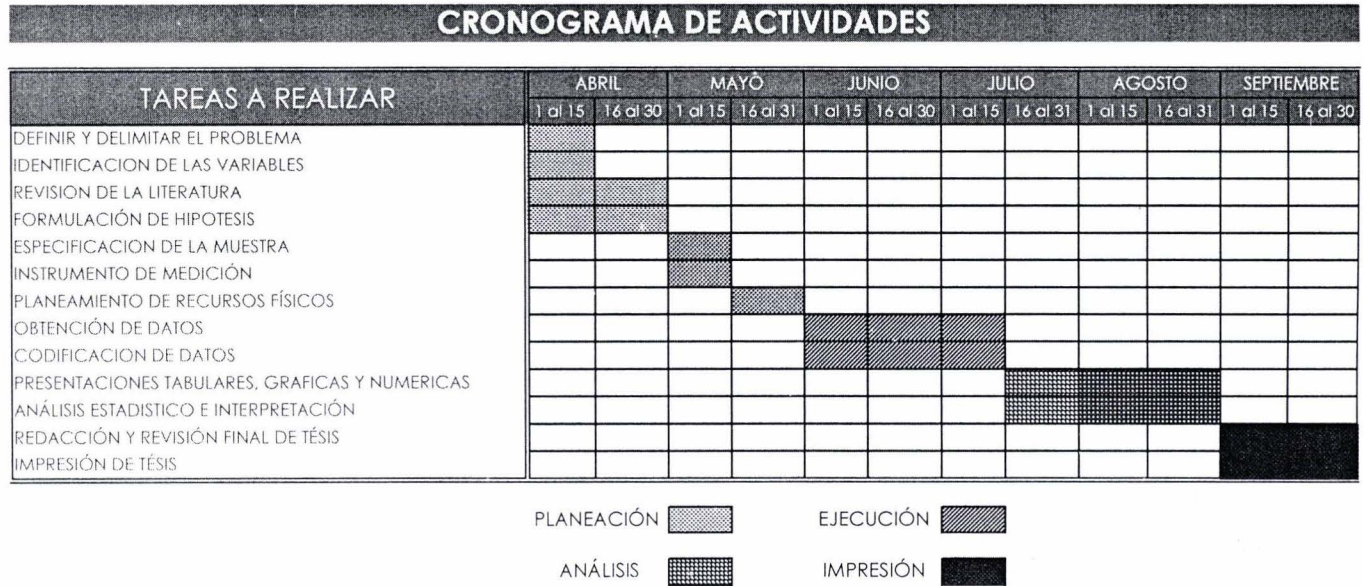 CRONOGRAMA DE ACTIVIDADES
TAREAS A REALIZAR
ABRIL MAYO JUNIO JULIO AGOSTO SEPTIEMBRE
1 al 15 16 al 30 1 al 15 16 al 31 1 al 15 16 al 30 1 al 15 16 al 31 1 al 15 16 al 31 1 al 15 16 al 30
DEFINIR Y DELIMITAR EL PROBLEMA
IDENTIFICACION DE LAS VARIABLES
REVISION DE LA LITERATURA
FORMULACIÓN DE HIPOTESIS
ESPECIFICACION DE LA MUESTRA
INSTRUMENTO DE MEDICIÓN
PLANEAMIENTO DE RECURSOS FÍSICOS
OBTENCIÓN DE DATOS
CODIFICACION DE DATOS
PRESENTACIONES TABULARES, GRAFICAS Y NUMERICAS
ANÁLISIS ESTADISTICO E INTERPRETACIÓN
REDACCIÓN Y REVISIÓN FINAL DE TÉSIS
IMPRESIÓN DE TÉSIS
PLANEACIÓN EJECUCIÓN
ANÁLISIS IMPRESIÓN